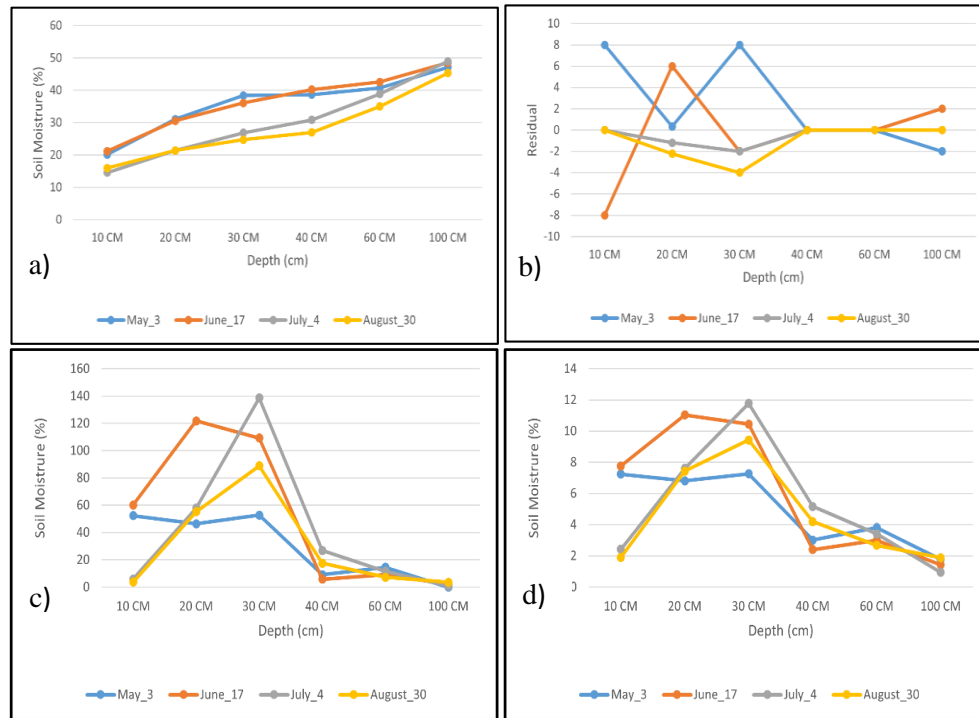 60
50
40
30
20
10
0
Soil Moistrure (%)
10 CM 20 CM 30 CM 40 CM 60 CM 100 CM
Depth (cm)
a)
May_3 June_17 July_4 August_30
10
8
6
4
2
0
-2
-4
-6
-8
-10
Residual
10 CM 20 CM 30 CM 40 CM 60 CM 100 CM
Depth (cm)
b)
May_3 June_17 July_4 August_30
160
140
120
100
80
60
40
20
0
Soil Moistrure (%)
10 CM 20 CM 30 CM 40 CM 60 CM 100 CM
Depth (cm)
c)
May_3 June_17 July_4 August_30
14
12
10
8
6
4
2
0
Soil Moistrure (%)
10 CM 20 CM 30 CM 40 CM 60 CM 100 CM
Depth (cm)
d)
May_3 June_17 July_4 August_30